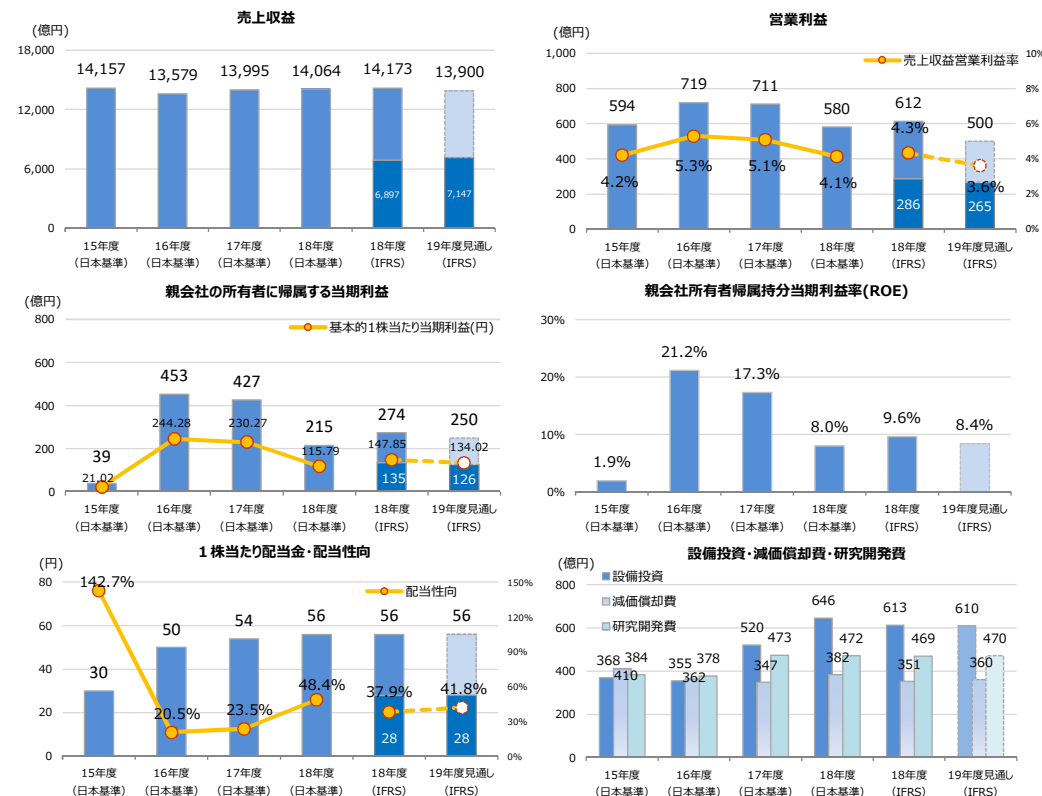 売上収益
(億円)
18,000
12,000
6,000
0
14,157
13,579
13,995
14,064
14,173
13,900
6,897
7,147
15年度
16年度
17年度
18年度
18年度
19年度見通し
(日本基準)
(日本基準)
(日本基準)
(日本基準)
(IFRS)
(IFRS)
営業利益
(億円)
1,000
800
600
400
200
0
10%
8%
6%
4%
2%
0%
売上収益営業利益率
594
719
711
580
612
500
4.2%
5.3%
5.1%
4.1%
4.3%
3.6%
286
265
15年度
16年度
17年度
18年度
18年度
19年度見通し
(日本基準)
(日本基準)
(日本基準)
(日本基準)
(IFRS)
(IFRS)
親会社の所有者に帰属する当期利益
(億円)
800
600
400
200
0
基本的1株当たり当期利益(円)
39
453
427
215
274
250
21.02
244.28
230.27
115.79
147.85
134.02
135
126
15年度
16年度
17年度
18年度
18年度
19年度見通し
(日本基準)
(日本基準)
(日本基準)
(日本基準)
(IFRS)
(IFRS)
親会社所有者帰属持分当期利益率(ROE)
30%
20%
10%
0%
1.9%
21.2%
17.3%
8.0%
9.6%
8.4%
15年度
16年度
17年度
18年度
18年度
19年度見通し
(日本基準)
(日本基準)
(日本基準)
(日本基準)
(IFRS)
(IFRS)
1株当たり配当金・配当性向
(円)
80
60
40
20
0
150%
120%
90%
60%
30%
0%
配当性向
142.7%
30
50
54
56
56
56
20.5%
23.5%
48.4%
37.9%
41.8%
28
28
15年度
16年度
17年度
18年度
18年度
19年度見通し
(日本基準)
(日本基準)
(日本基準)
(日本基準)
(IFRS)
(IFRS)
設備投資・減価償却費・研究開発費
(億円)
800
600
400
200
0
設備投資
減価償却費
研究開発費
368
410
384
355
362
378
520
347
473
646
382
472
613
351
469
610
360
470
15年度
16年度
17年度
18年度
18年度
19年度見通し
(日本基準)
(日本基準)
(日本基準)
(日本基準)
(IFRS)
(IFRS)